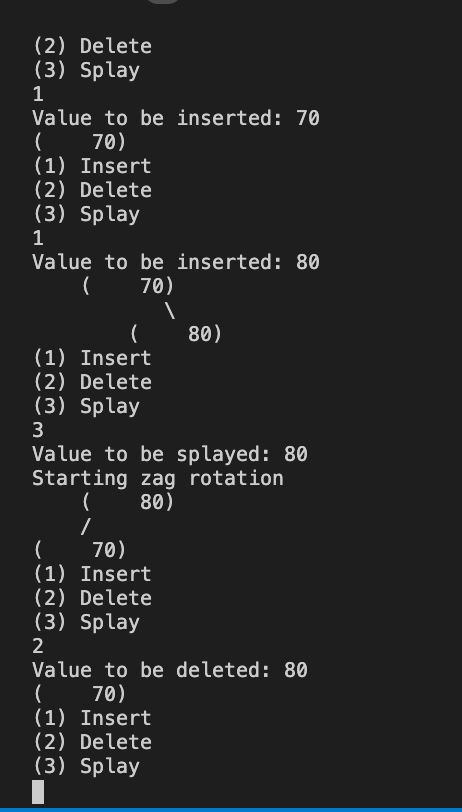 (2) Delete
(3) Splay
1
Value to be inserted: 70
(    70)
(1) Insert
(2) Delete
(3) Splay
1
Value to be inserted: 80
    (    70)
           \
        (    80)
(1) Insert
(2) Delete
(3) Splay
3
Value to be splayed: 80
Starting zag rotation
    (    80)
    /
(    70)
(1) Insert
(2) Delete
(3) Splay
2
Value to be deleted: 80
(    70)
(1) Insert
(2) Delete
(3) Splay